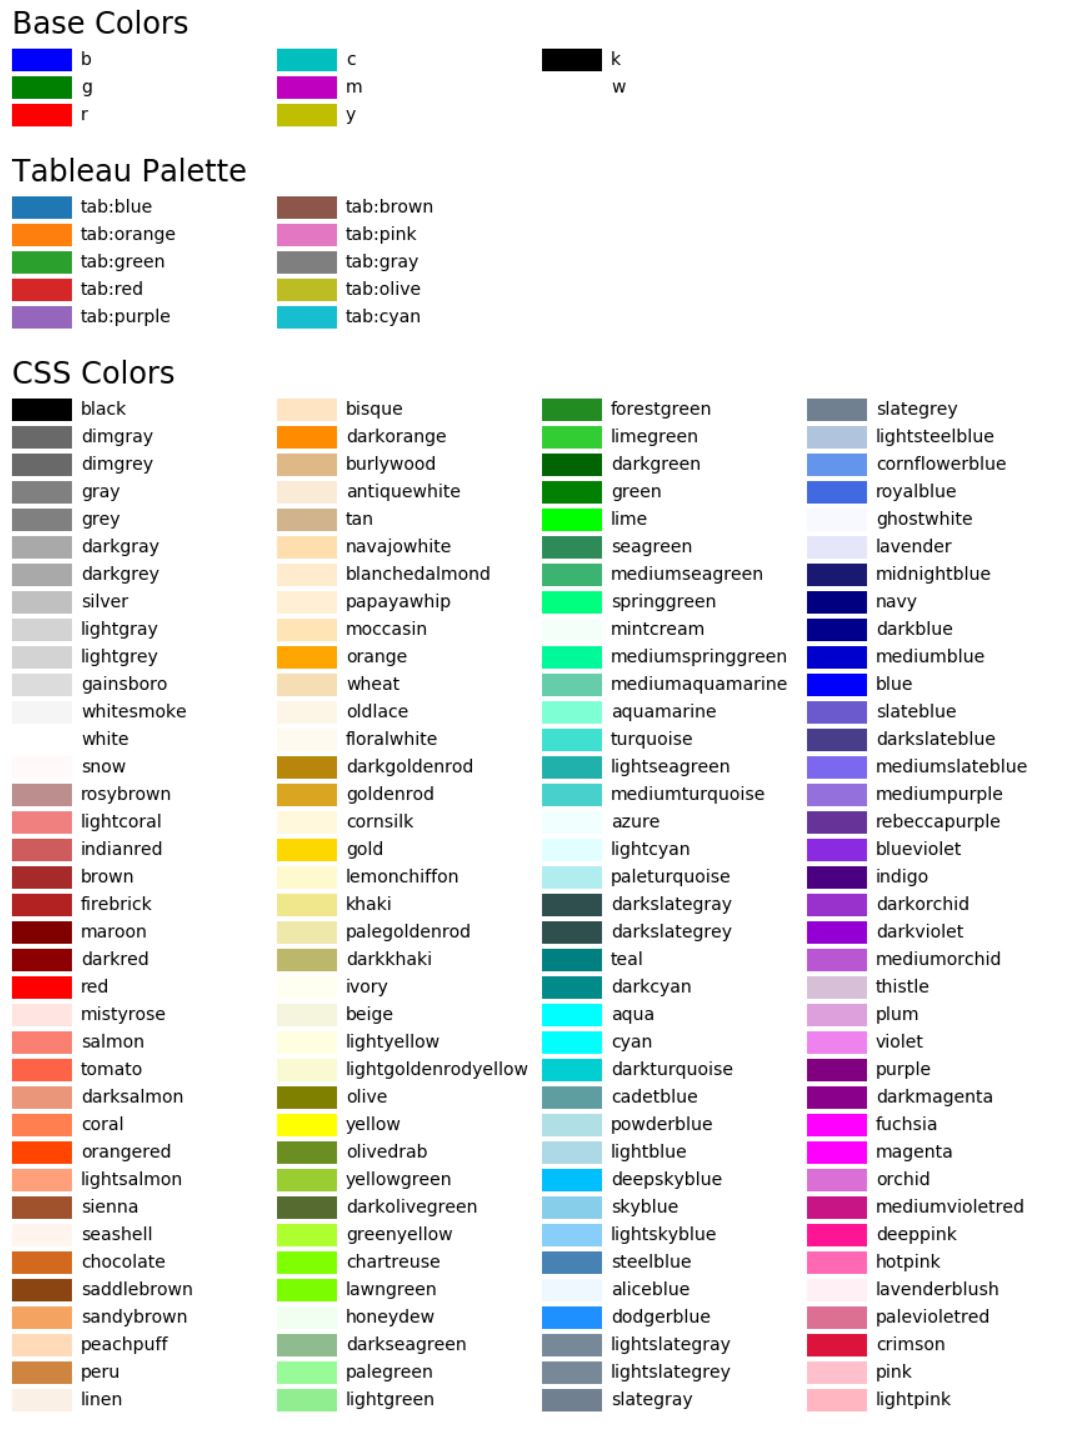 Base Colors
b
g
r
c
m
y
k
w
Tableau Palette
tab:blue
tab:orange
tab:green
tab:red
tab:purple
tab:brown
tab:pink
tab:gray
tab:olive
tab:cyan
CSS Colors
black
dimgray
dimgrey
gray
grey
darkgray
darkgrey
silver
lightgray
lightgrey
gainsboro
whitesmoke
white
snow
rosybrown
lightcoral
indianred
brown
firebrick
maroon
darkred
red
mistyrose
salmon
tomato
darksalmon
coral
orangered
lightsalmon
sienna
seashell
chocolate
saddlebrown
sandybrown
peachpuff
peru
linen
bisque
darkorange
burlywood
antiquewhite
tan
navajowhite
blanchedalmond
papayawhip
moccasin
orange
wheat
oldlace
floralwhite
darkgoldenrod
goldenrod
cornsilk
gold
lemonchiffon
khaki
palegoldenrod
darkkhaki
ivory
beige
lightyellow
lightgoldenrodyellow
olive
yellow
olivedrab
yellowgreen
darkolivegreen
greenyellow
chartreuse
lawngreen
honeydew
darkseagreen
palegreen
lightgreen
forestgreen
limegreen
darkgreen
green
lime
seagreen
mediumseagreen
springgreen
mintcream
mediumspringgreen
mediumaquamarine
aquamarine
turquoise
lightseagreen
mediumturquoise
azure
lightcyan
paleturquoise
darkslategray
darkslategrey
teal
darkcyan
aqua
cyan
darkturquoise
cadetblue
powderblue
lightblue
deepskyblue
skyblue
lightskyblue
steelblue
aliceblue
dodgerblue
lightslategray
lightslategrey
slategray
slategrey
lightsteelblue
cornflowerblue
royalblue
ghostwhite
lavender
midnightblue
navy
darkblue
mediumblue
blue
slateblue
darkslateblue
mediumslateblue
mediumpurple
rebeccapurple
blueviolet
indigo
darkorchid
darkviolet
mediumorchid
thistle
plum
violet
purple
darkmagenta
fuchsia
magenta
orchid
mediumvioletred
deeppink
hotpink
lavenderblush
palevioletred
crimson
pink
lightpink